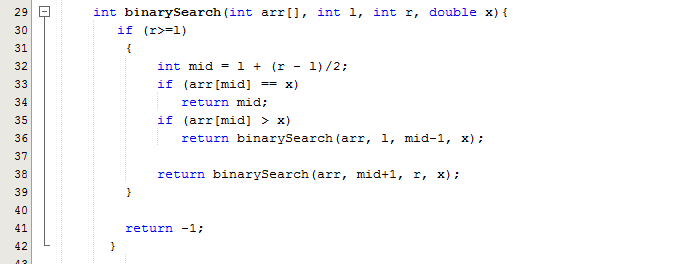 29 int binarySearch(int arr[], int l, int r, double x){
30 if (r>=l)
31 {
32 int mid = l + (r - l)/2;
33 if (arr[mid] == x)
34 return mid;
35 if (arr[mid] > x)
36 return binarySearch(arr, l, mid-1, x);
37
38 return binarySearch(arr, mid+1, r, x);
39 }
40
41 return -1;
42 }
43